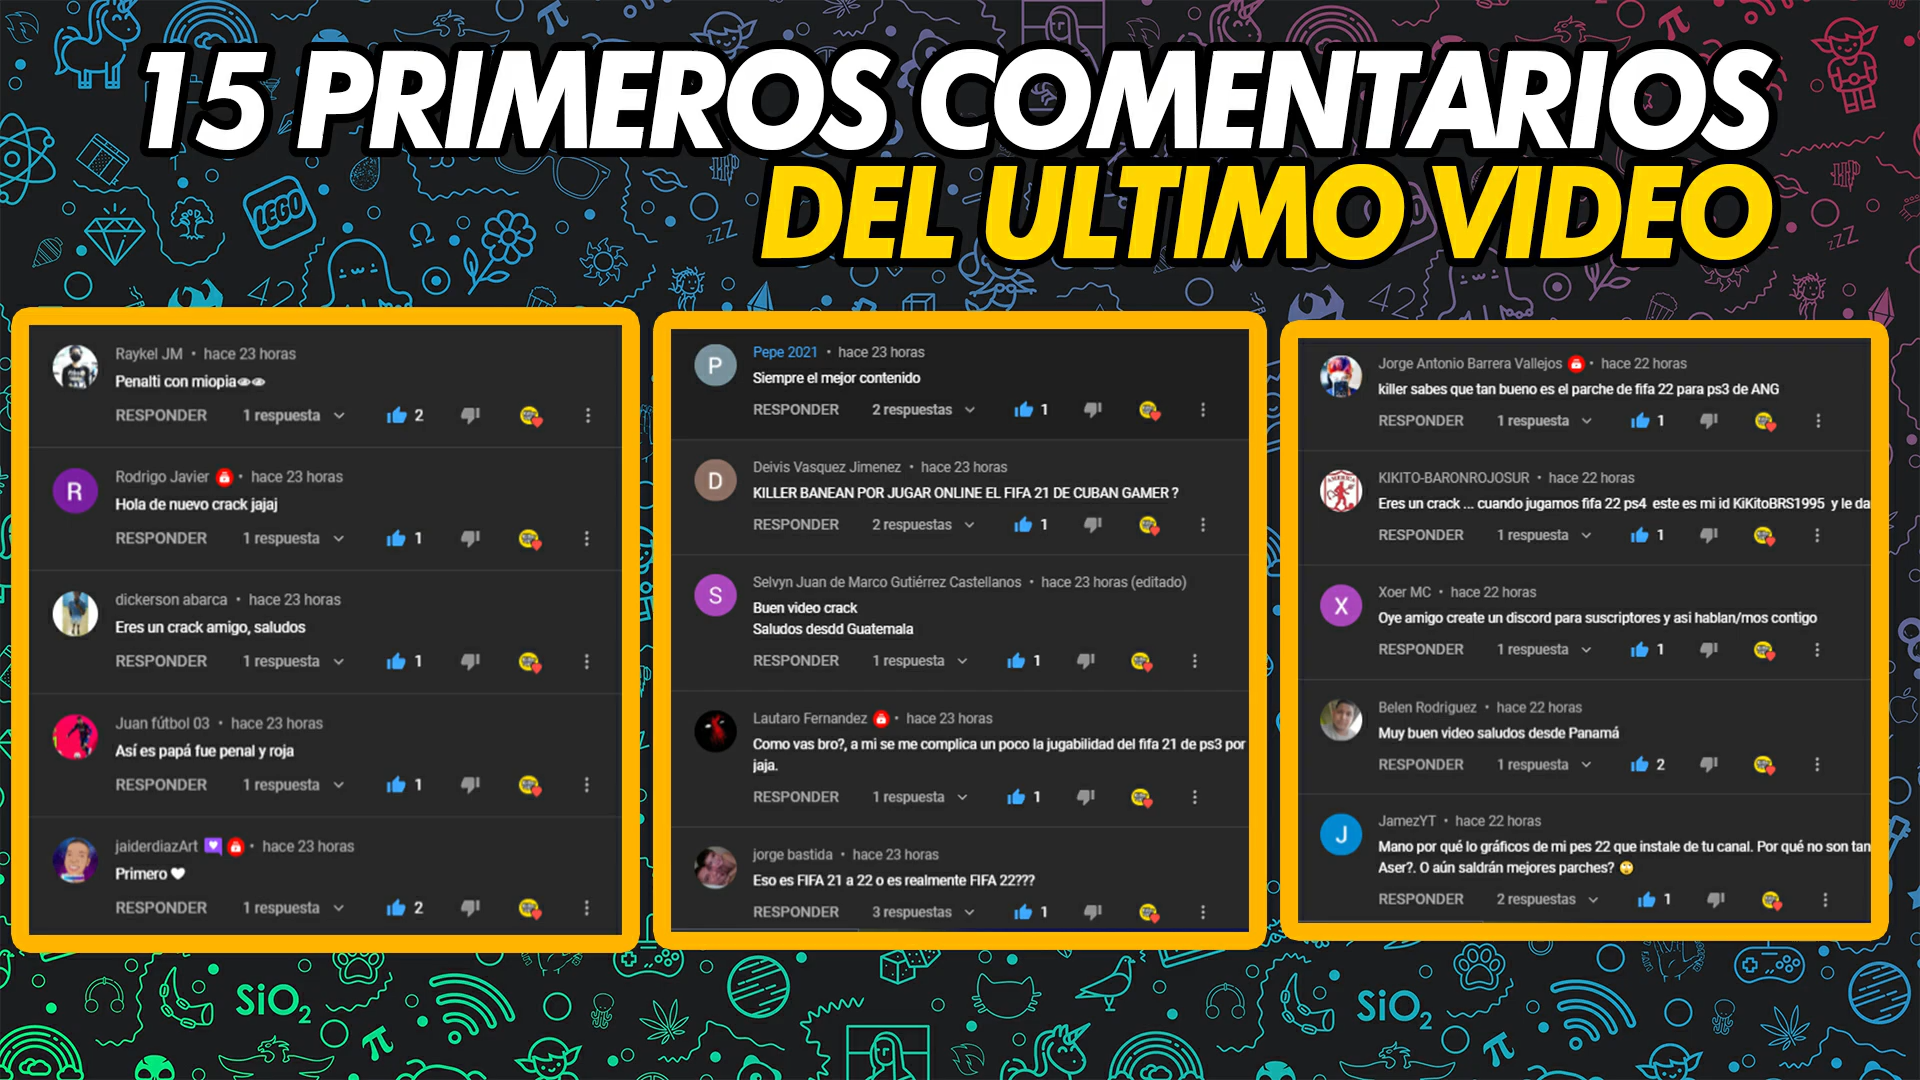 15 PRIMEROS COMENTARIOS
DEL ULTIMO VIDEO
LEGO
Raykel JM • hace 23 horas
Penalti con miopia👁👁
RESPONDER 1 respuesta 2
R
Rodrigo Javier • hace 23 horas
Hola de nuevo crack jajaj
RESPONDER 1 respuesta 1
dickerson abarca • hace 23 horas
Eres un crack amigo, saludos
RESPONDER 1 respuesta 1
Juan fútbol 03 • hace 23 horas
Así es papá fue penal y roja
RESPONDER 1 respuesta 1
jaiderdiazArt • hace 23 horas
Primero 🖤
RESPONDER 1 respuesta 2
P
Pepe 2021 • hace 23 horas
Siempre el mejor contenido
RESPONDER 2 respuestas 1
D
Deivis Vasquez Jimenez • hace 23 horas
KILLER BANEAN POR JUGAR ONLINE EL FIFA 21 DE CUBAN GAMER ?
RESPONDER 2 respuestas 1
S
Selvyn Juan de Marco Gutiérrez Castellanos • hace 23 horas (editado)
Buen video crack
Saludos desdd Guatemala
RESPONDER 1 respuesta 1
Lautaro Fernandez • hace 23 horas
Como vas bro?, a mi se me complica un poco la jugabilidad del fifa 21 de ps3 por
jaja.
RESPONDER 1 respuesta 1
jorge bastida • hace 23 horas
Eso es FIFA 21 a 22 o es realmente FIFA 22???
RESPONDER 3 respuestas 1
Jorge Antonio Barrera Vallejos • hace 22 horas
killer sabes que tan bueno es el parche de fifa 22 para ps3 de ANG
RESPONDER 1 respuesta 1
AMERICA
KIKITO-BARONROJOSUR • hace 22 horas
Eres un crack ... cuando jugamos fifa 22 ps4 este es mi id KiKitoBRS1995 y le da
RESPONDER 1 respuesta 1
X
Xoer MC • hace 22 horas
Oye amigo create un discord para suscriptores y asi hablan/mos contigo
RESPONDER 1 respuesta 1
Belen Rodriguez • hace 22 horas
Muy buen video saludos desde Panamá
RESPONDER 1 respuesta 2
J
JamezYT • hace 22 horas
Mano por qué lo gráficos de mi pes 22 que instale de tu canal. Por qué no son tan
Aser?. O aún saldrán mejores parches? 🙄
RESPONDER 2 respuestas 1
zzZ
zzZ
42
42
SiO₂
SiO₂